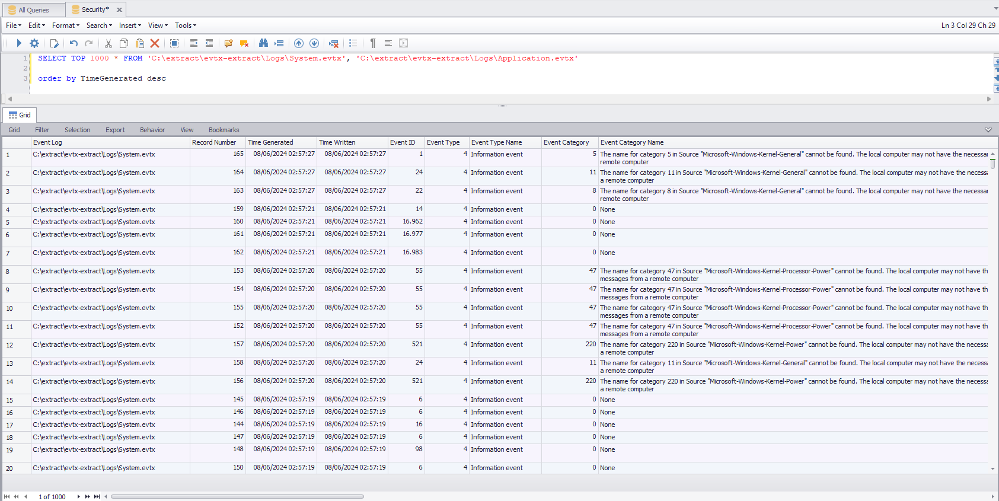 All Queries Security*
File Edit Format Search Insert View Tools Ln 3 Col 29 Ch 29
1 SELECT TOP 1000 * FROM 'C:\extract\evtx-extract\Logs\System.evtx', 'C:\extract\evtx-extract\Logs\Application.evtx'
2
3 order by TimeGenerated desc
Grid
Grid Filter Selection Export Behavior View Bookmarks
Event Log Record Number Time Generated Time Written Event ID Event Type Event Type Name Event Category Event Category Name
1 C:\extract\evtx-extract\Logs\System.evtx 165 08/06/2024 02:57:27 08/06/2024 02:57:27 1 4 Information event 5 The name for category 5 in Source "Microsoft-Windows-Kernel-General" cannot be found. The local computer may not have the necessar
remote computer
2 C:\extract\evtx-extract\Logs\System.evtx 164 08/06/2024 02:57:27 08/06/2024 02:57:27 24 4 Information event 11 The name for category 11 in Source "Microsoft-Windows-Kernel-General" cannot be found. The local computer may not have the necessa
a remote computer
3 C:\extract\evtx-extract\Logs\System.evtx 163 08/06/2024 02:57:27 08/06/2024 02:57:27 22 4 Information event 8 The name for category 8 in Source "Microsoft-Windows-Kernel-General" cannot be found. The local computer may not have the necessar
remote computer
4 C:\extract\evtx-extract\Logs\System.evtx 159 08/06/2024 02:57:21 08/06/2024 02:57:21 14 4 Information event 0 None
5 C:\extract\evtx-extract\Logs\System.evtx 160 08/06/2024 02:57:21 08/06/2024 02:57:21 16.962 4 Information event 0 None
6 C:\extract\evtx-extract\Logs\System.evtx 161 08/06/2024 02:57:21 08/06/2024 02:57:21 16.977 4 Information event 0 None
7 C:\extract\evtx-extract\Logs\System.evtx 162 08/06/2024 02:57:21 08/06/2024 02:57:21 16.983 4 Information event 0 None
8 C:\extract\evtx-extract\Logs\System.evtx 153 08/06/2024 02:57:20 08/06/2024 02:57:20 55 4 Information event 47 The name for category 47 in Source "Microsoft-Windows-Kernel-Processor-Power" cannot be found. The local computer may not have th
messages from a remote computer
9 C:\extract\evtx-extract\Logs\System.evtx 154 08/06/2024 02:57:20 08/06/2024 02:57:20 55 4 Information event 47 The name for category 47 in Source "Microsoft-Windows-Kernel-Processor-Power" cannot be found. The local computer may not have th
messages from a remote computer
10 C:\extract\evtx-extract\Logs\System.evtx 155 08/06/2024 02:57:20 08/06/2024 02:57:20 55 4 Information event 47 The name for category 47 in Source "Microsoft-Windows-Kernel-Processor-Power" cannot be found. The local computer may not have th
messages from a remote computer
11 C:\extract\evtx-extract\Logs\System.evtx 152 08/06/2024 02:57:20 08/06/2024 02:57:20 55 4 Information event 47 The name for category 47 in Source "Microsoft-Windows-Kernel-Processor-Power" cannot be found. The local computer may not have th
messages from a remote computer
12 C:\extract\evtx-extract\Logs\System.evtx 157 08/06/2024 02:57:20 08/06/2024 02:57:20 521 4 Information event 220 The name for category 220 in Source "Microsoft-Windows-Kernel-Power" cannot be found. The local computer may not have the necessa
a remote computer
13 C:\extract\evtx-extract\Logs\System.evtx 158 08/06/2024 02:57:20 08/06/2024 02:57:20 24 4 Information event 11 The name for category 11 in Source "Microsoft-Windows-Kernel-General" cannot be found. The local computer may not have the necessa
a remote computer
14 C:\extract\evtx-extract\Logs\System.evtx 156 08/06/2024 02:57:20 08/06/2024 02:57:20 521 4 Information event 220 The name for category 220 in Source "Microsoft-Windows-Kernel-Power" cannot be found. The local computer may not have the necessa
a remote computer
15 C:\extract\evtx-extract\Logs\System.evtx 145 08/06/2024 02:57:19 08/06/2024 02:57:19 6 4 Information event 0 None
16 C:\extract\evtx-extract\Logs\System.evtx 146 08/06/2024 02:57:19 08/06/2024 02:57:19 6 4 Information event 0 None
17 C:\extract\evtx-extract\Logs\System.evtx 144 08/06/2024 02:57:19 08/06/2024 02:57:19 16 4 Information event 0 None
18 C:\extract\evtx-extract\Logs\System.evtx 147 08/06/2024 02:57:19 08/06/2024 02:57:19 6 4 Information event 0 None
19 C:\extract\evtx-extract\Logs\System.evtx 148 08/06/2024 02:57:19 08/06/2024 02:57:19 98 4 Information event 0 None
20 C:\extract\evtx-extract\Logs\System.evtx 150 08/06/2024 02:57:19 08/06/2024 02:57:19 6 4 Information event 0 None
1 of 1000